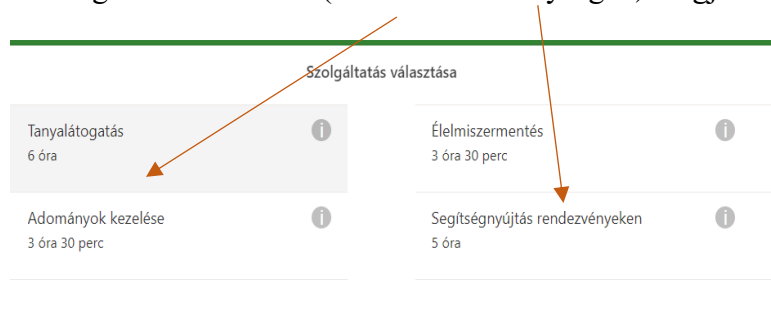 Szolgáltatás választása
Tanyalátogatás
6 óra
Élelmiszermentés
3 óra 30 perc
Adományok kezelése
3 óra 30 perc
Segítségnyújtás rendezvényeken
5 óra